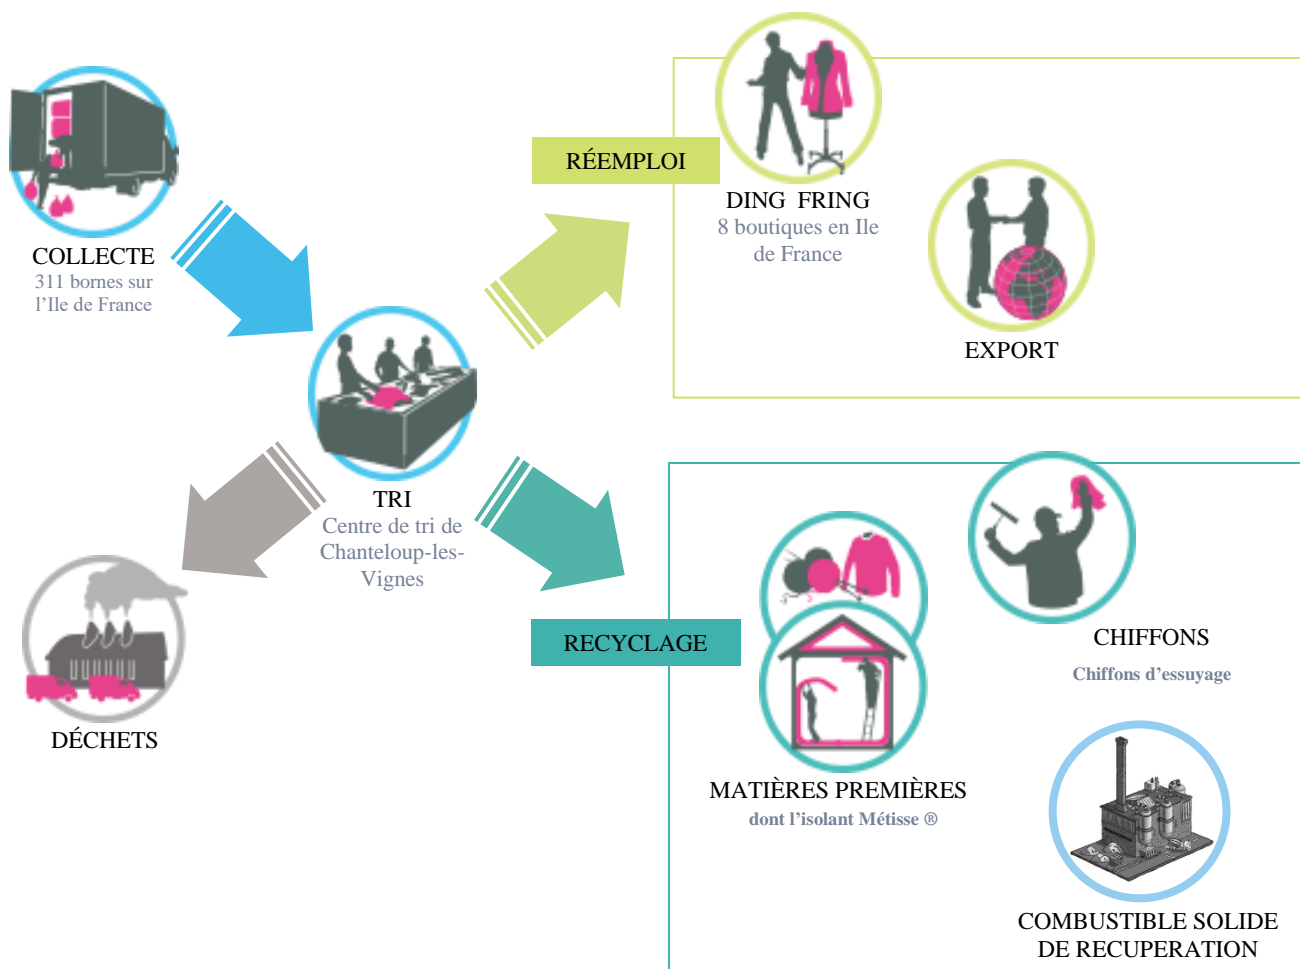 COLLECTE
311 bornes sur
l’Ile de France
TRI
Centre de tri de
Chanteloup-les-
Vignes
DÉCHETS
RÉEMPLOI
DING FRING
8 boutiques en Ile
de France
EXPORT
RECYCLAGE
MATIÈRES PREMIÈRES
dont l’isolant Métisse ®
CHIFFONS
Chiffons d’essuyage
COMBUSTIBLE SOLIDE
DE RECUPERATION